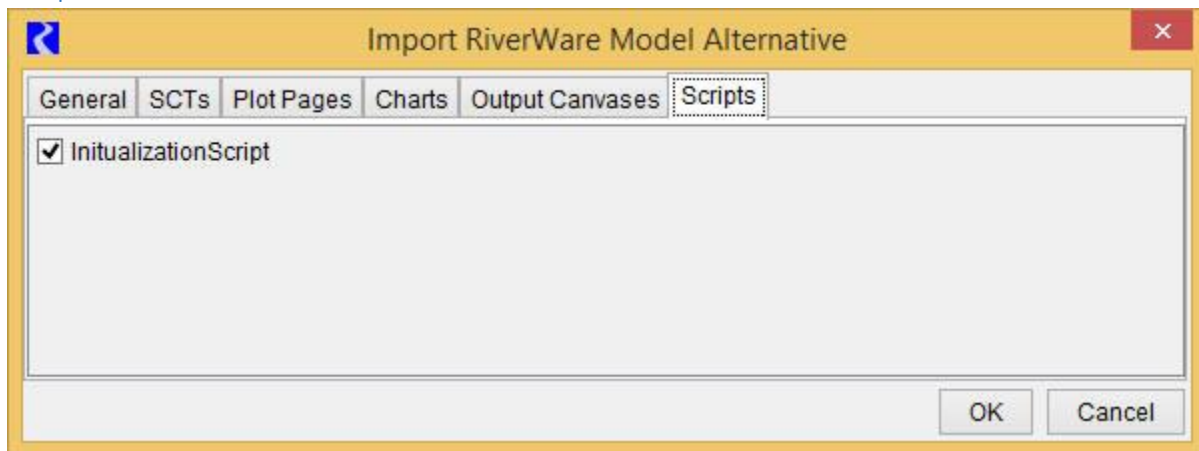 Import RiverWare Model Alternative
General SCTs Plot Pages Charts Output Canvases Scripts
InitualizationScript
OK Cancel